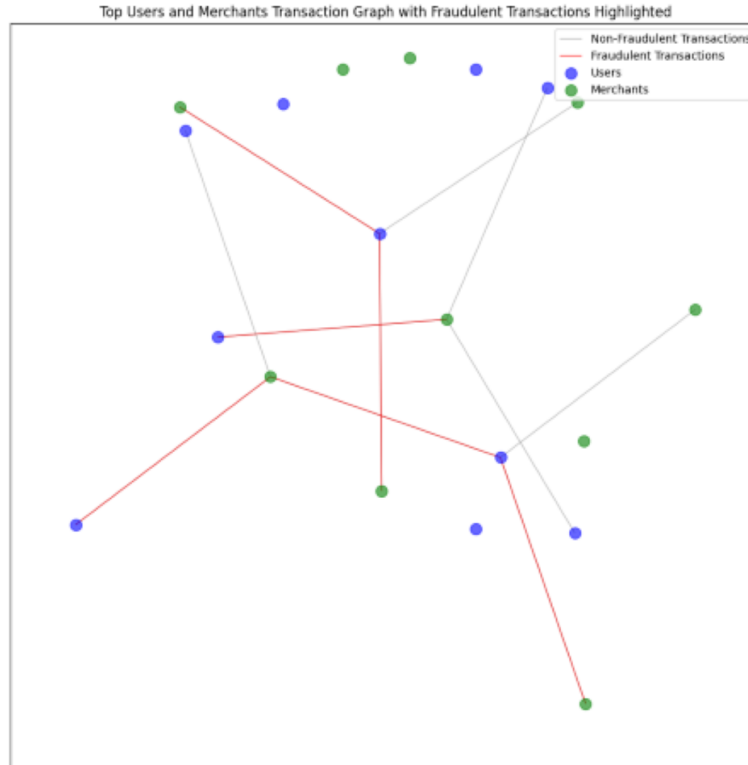 Top Users and Merchants Transaction Graph with Fraudulent Transactions Highlighted
Non-Fraudulent Transactions
Fraudulent Transactions
Users
Merchants